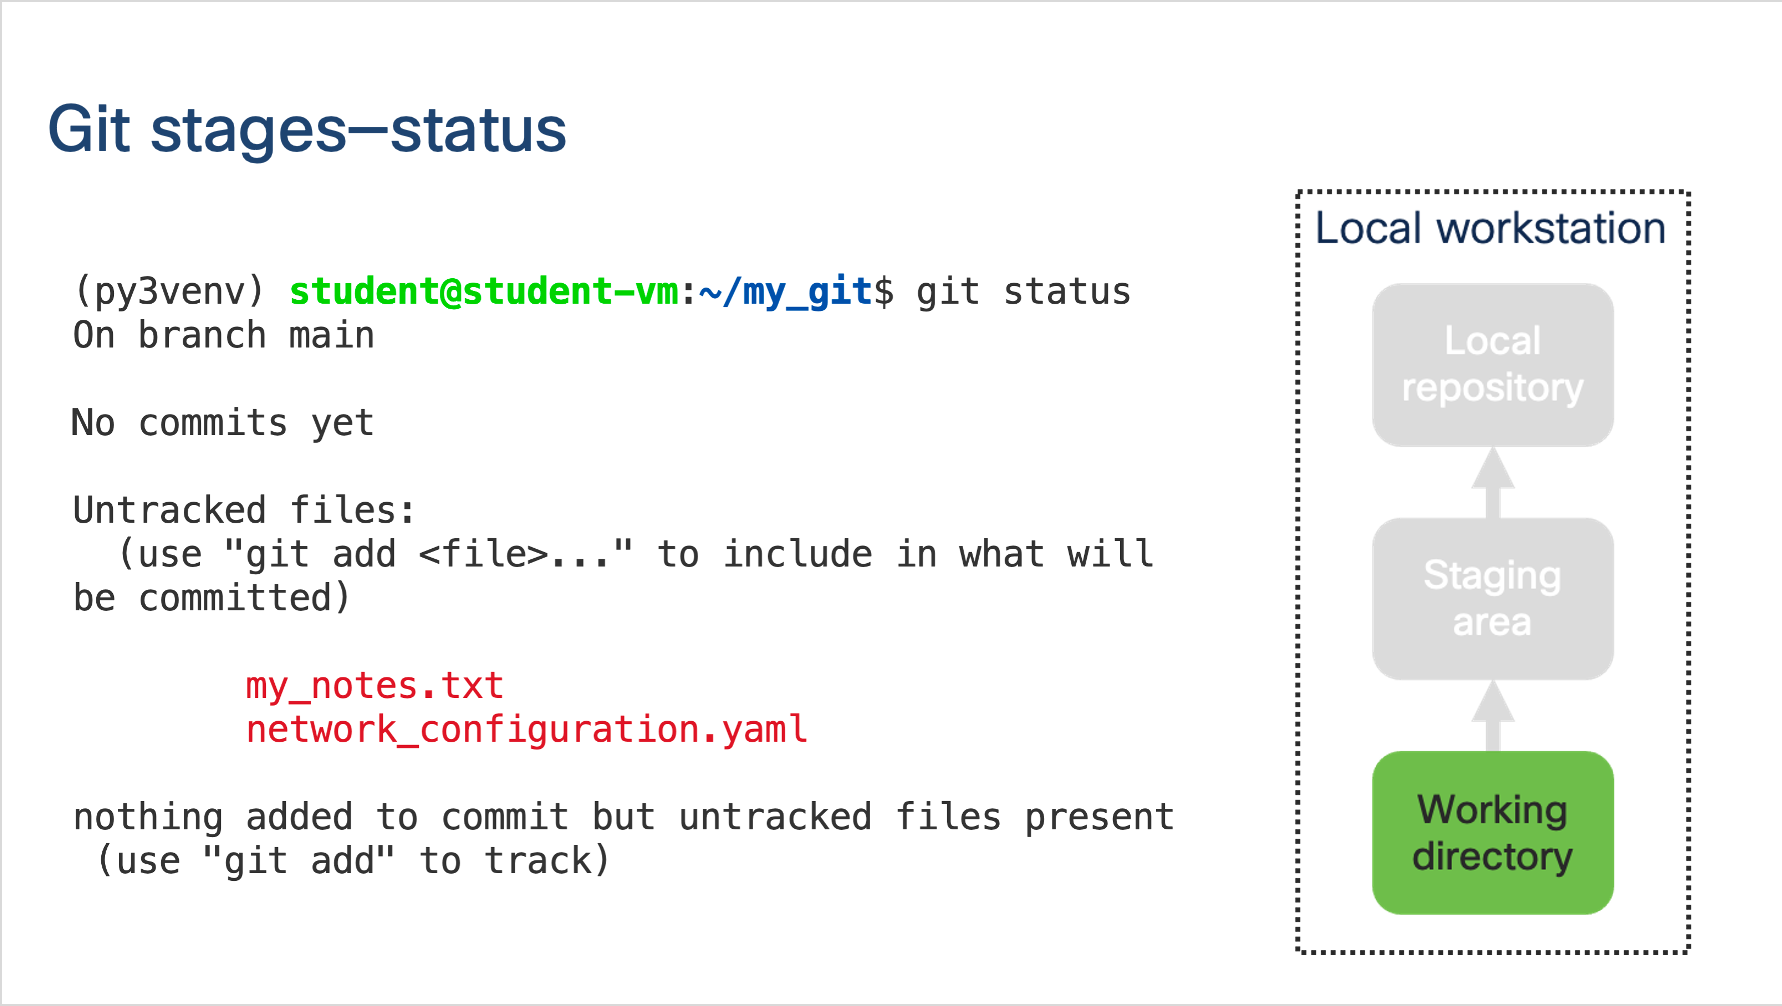 Git stages—status
(py3venv) student@student-vm:~/my_git$ git status
On branch main
No commits yet
Untracked files:
(use "git add <file>..." to include in what will
be committed)
my_notes.txt
network_configuration.yaml
nothing added to commit but untracked files present
(use "git add" to track)
Local workstation
Local
repository
Staging
area
Working
directory